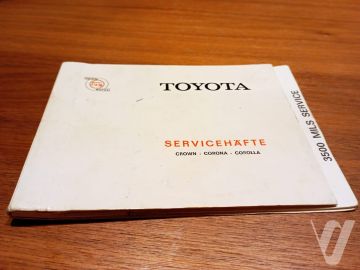 TOYOTA
SERVICEHÄFTE
CROWN - CORONA - COROLLA
3500 MILS SERVICE